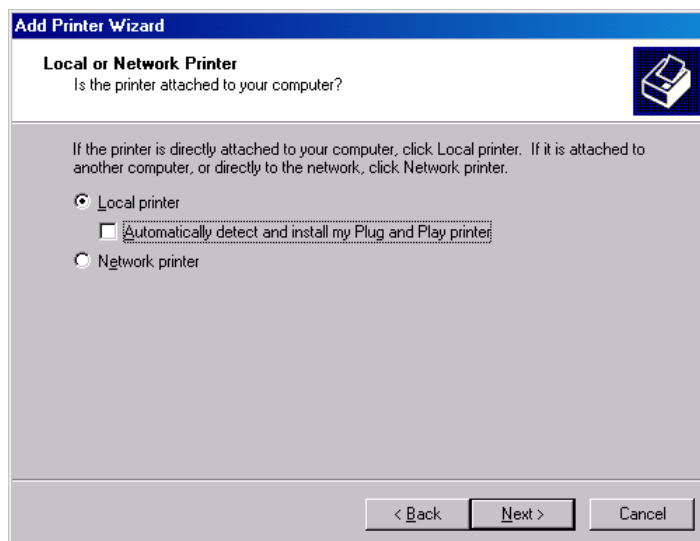 Add Printer Wizard
Local or Network Printer
Is the printer attached to your computer?
If the printer is directly attached to your computer, click Local printer.  If it is attached to
another computer, or directly to the network, click Network printer.
Local printer
Automatically detect and install my Plug and Play printer
Network printer
< Back
Next >
Cancel